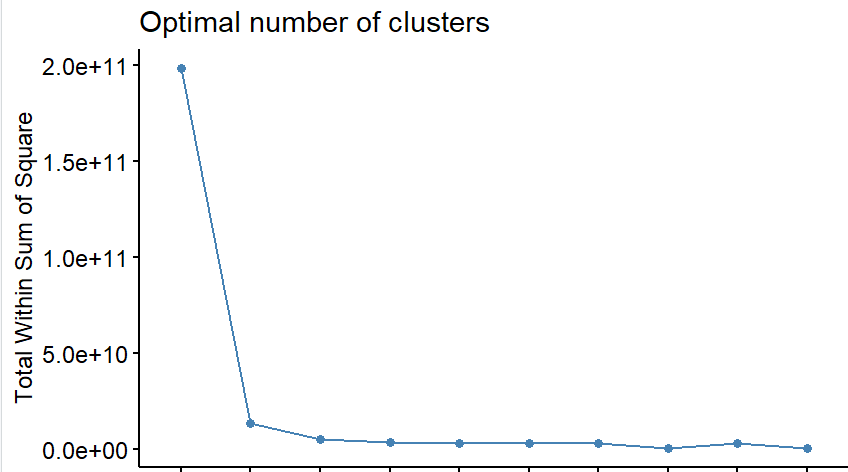 Optimal number of clusters
2.0e+11
1.5e+11
1.0e+11
5.0e+10
0.0e+00
Total Within Sum of Square